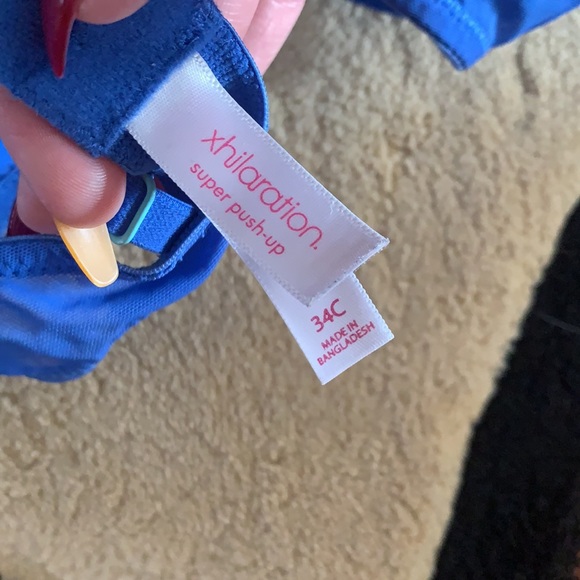 xhilaration.
super push-up
34C
MADE IN
BANGLADESH